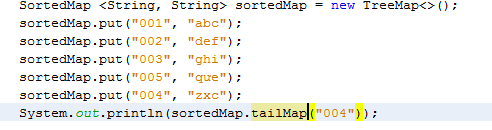 SortedMap <String, String> sortedMap = new TreeMap<>();
sortedMap.put("001", "abc");
sortedMap.put("002", "def");
sortedMap.put("003", "ghi");
sortedMap.put("005", "que");
sortedMap.put("004", "zxc");
System.out.println(sortedMap.tailMap("004"));